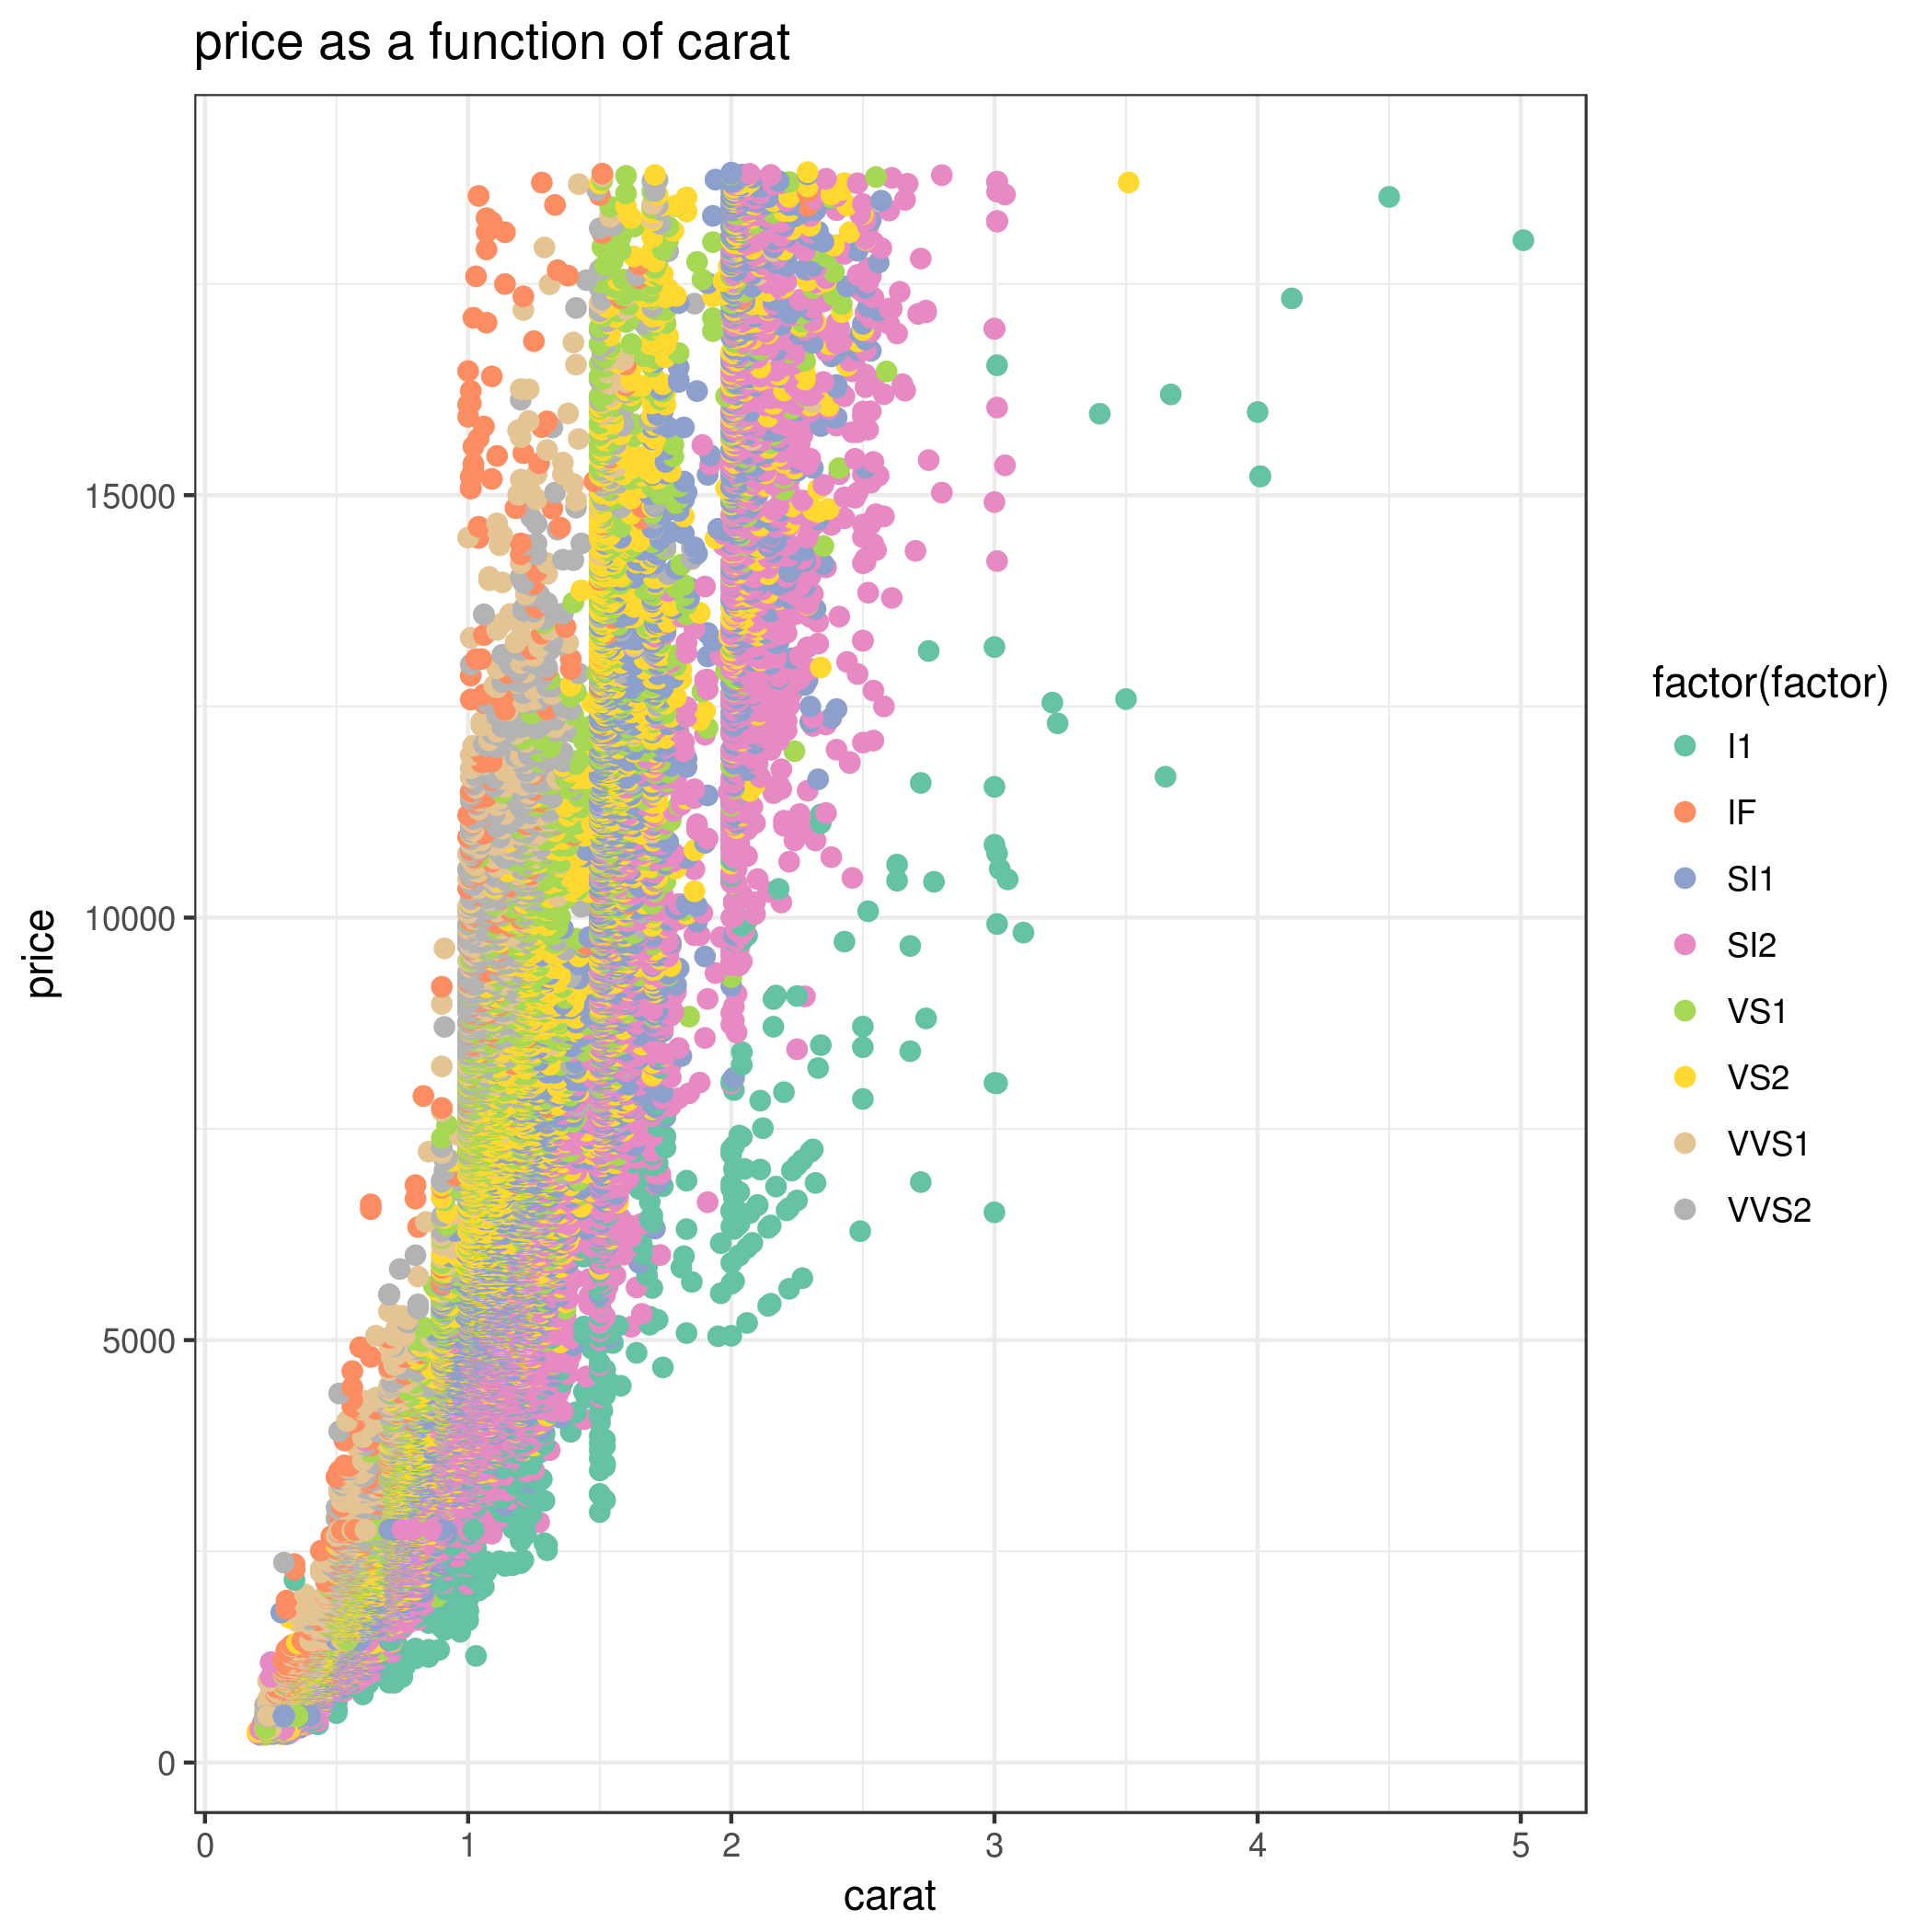 price as a function of carat
price
15000
10000
5000
0
0 1 2 3 4 5
carat
factor(factor)
I1
IF
SI1
SI2
VS1
VS2
VVS1
VVS2